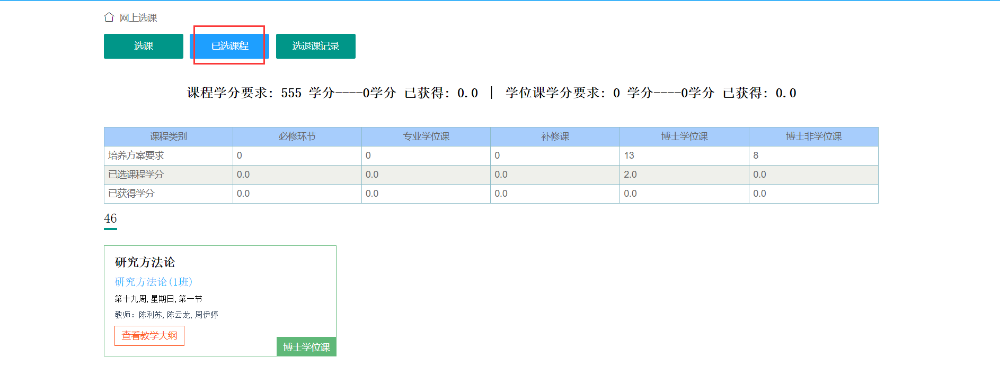 网上选课
选课 已选课程 选退课记录
课程学分要求: 555 学分----0学分 已获得: 0.0 | 学位课学分要求: 0 学分----0学分 已获得: 0.0
课程类别 必修环节 专业学位课 补修课 博士学位课 博士非学位课
培养方案要求 0 0 0 13 8
已选课程学分 0.0 0.0 0.0 2.0 0.0
已获得学分 0.0 0.0 0.0 0.0 0.0
46
研究方法论
研究方法论(1班)
第十九周, 星期日, 第一节
教师: 陈利苏, 陈云龙, 周伊婷
查看教学大纲
博士学位课